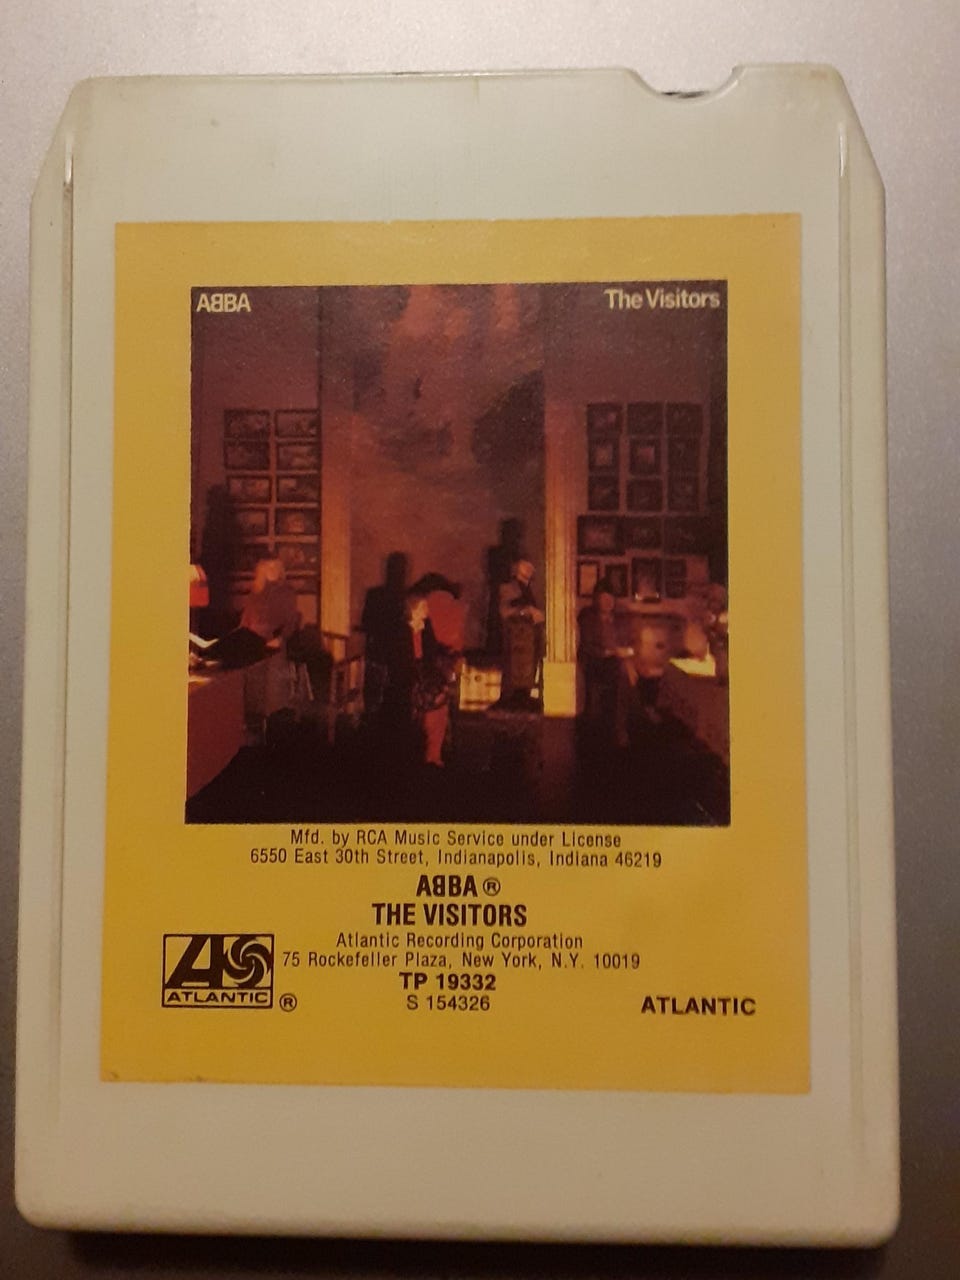 ABBA
The Visitors
Mfd. by RCA Music Service under License
6550 East 30th Street, Indianapolis, Indiana 46219
ABBA ®
THE VISITORS
Atlantic Recording Corporation
75 Rockefeller Plaza, New York, N.Y. 10019
TP 19332
S 154326
ATLANTIC ®
ATLANTIC